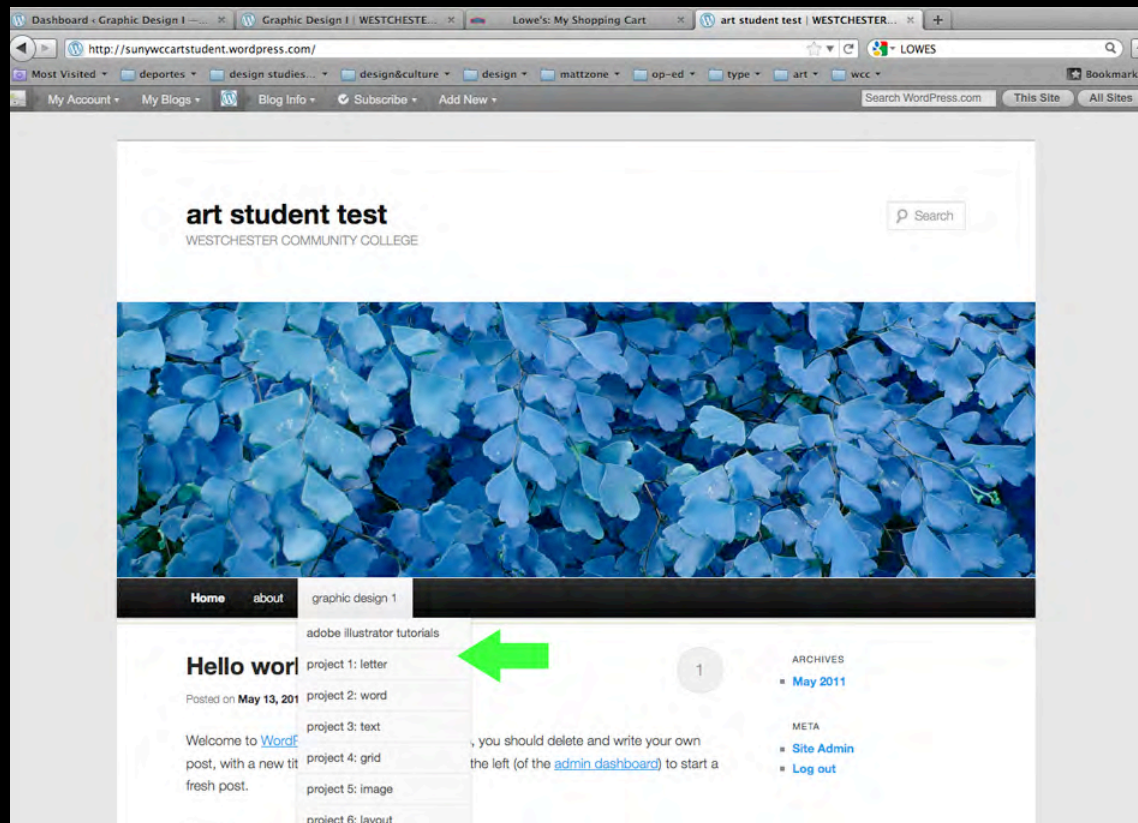 Dashboard ‹ Graphic Design I —...
Graphic Design I | WESTCHESTE...
Lowe's: My Shopping Cart
art student test | WESTCHESTER...
http://sunywccartstudent.wordpress.com/
LOWES
Most Visited
deportes
design studies...
design&culture
design
mattzone
op-ed
type
art
wcc
Bookmark
My Account
My Blogs
Blog Info
Subscribe
Add New
Search WordPress.com
This Site
All Sites
art student test
WESTCHESTER COMMUNITY COLLEGE
Search
Home about graphic design 1
adobe illustrator tutorials
project 1: letter
project 2: word
project 3: text
project 4: grid
project 5: image
project 6: layout
Hello worl
1
Posted on May 13, 201
Welcome to WordP , you should delete and write your own
post, with a new tit the left (of the admin dashboard) to start a
fresh post.
ARCHIVES
May 2011
META
Site Admin
Log out